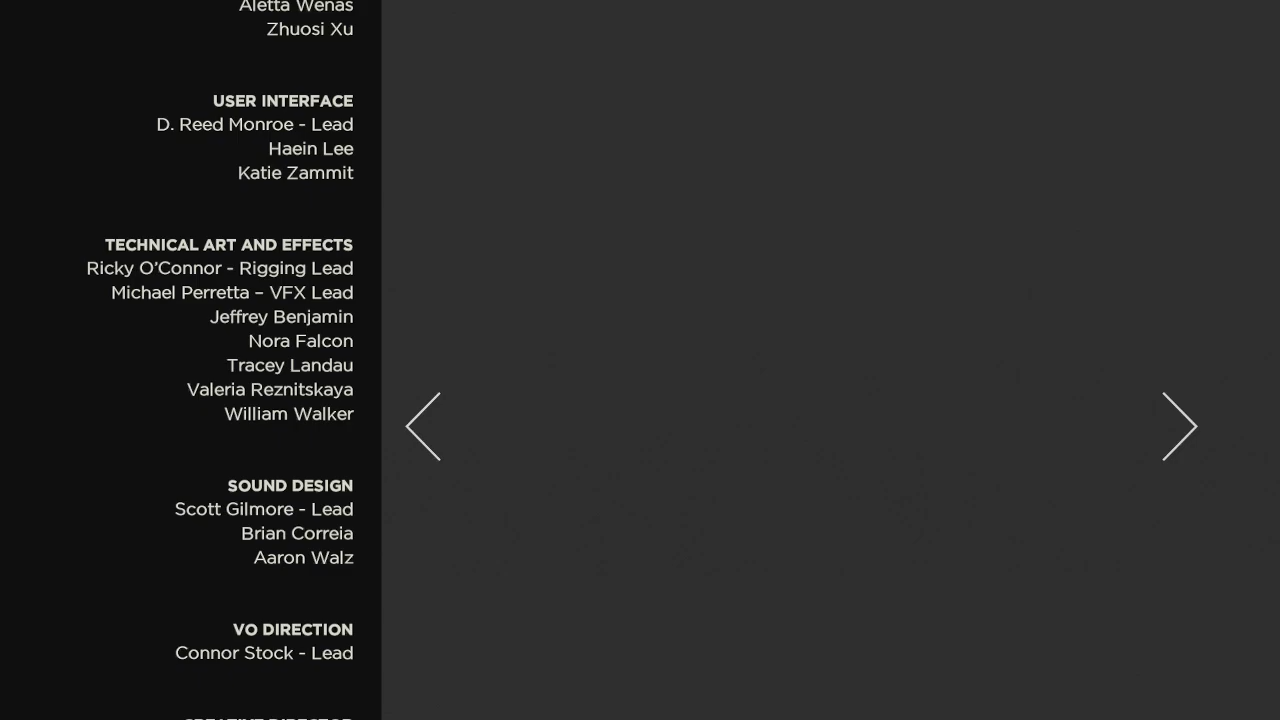 Aletta Wenas
Zhuosi Xu
USER INTERFACE
D. Reed Monroe - Lead
Haein Lee
Katie Zammit
TECHNICAL ART AND EFFECTS
Ricky O’Connor - Rigging Lead
Michael Perretta – VFX Lead
Jeffrey Benjamin
Nora Falcon
Tracey Landau
Valeria Reznitskaya
William Walker
SOUND DESIGN
Scott Gilmore - Lead
Brian Correia
Aaron Walz
VO DIRECTION
Connor Stock - Lead